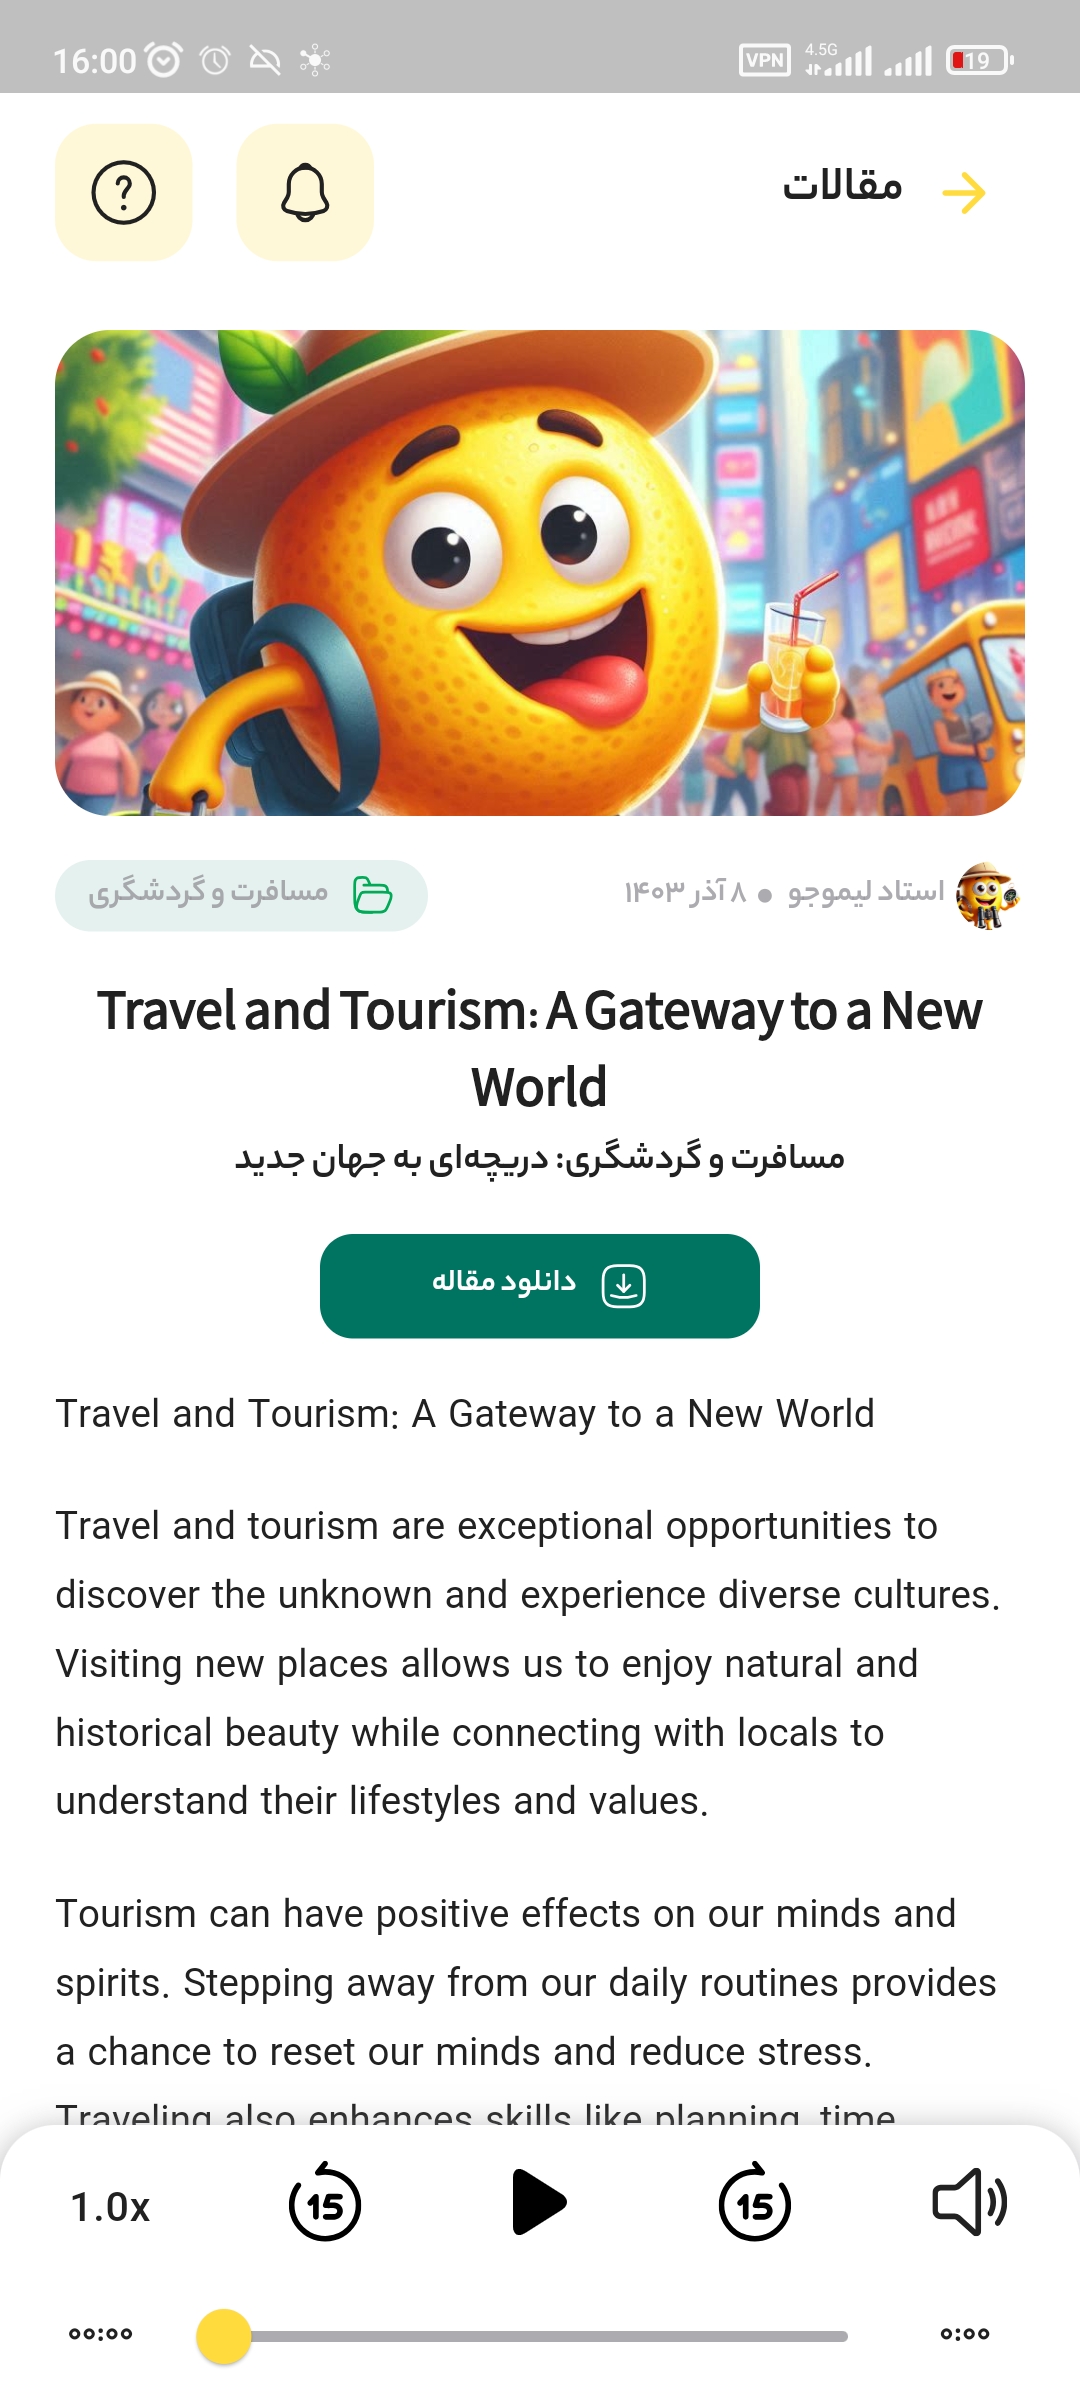 16:00
VPN 4.5G 19
مقالات
استاد لیموجو ● ۸ آذر ۱۴۰۳
مسافرت و گردشگری
Travel and Tourism: A Gateway to a New
World
مسافرت و گردشگری: دریچه‌ای به جهان جدید
دانلود مقاله
Travel and Tourism: A Gateway to a New World
Travel and tourism are exceptional opportunities to
discover the unknown and experience diverse cultures.
Visiting new places allows us to enjoy natural and
historical beauty while connecting with locals to
understand their lifestyles and values.
Tourism can have positive effects on our minds and
spirits. Stepping away from our daily routines provides
a chance to reset our minds and reduce stress.
Traveling also enhances skills like planning, time
1.0x 15 15
۰۰:۰۰ ۰:۰۰